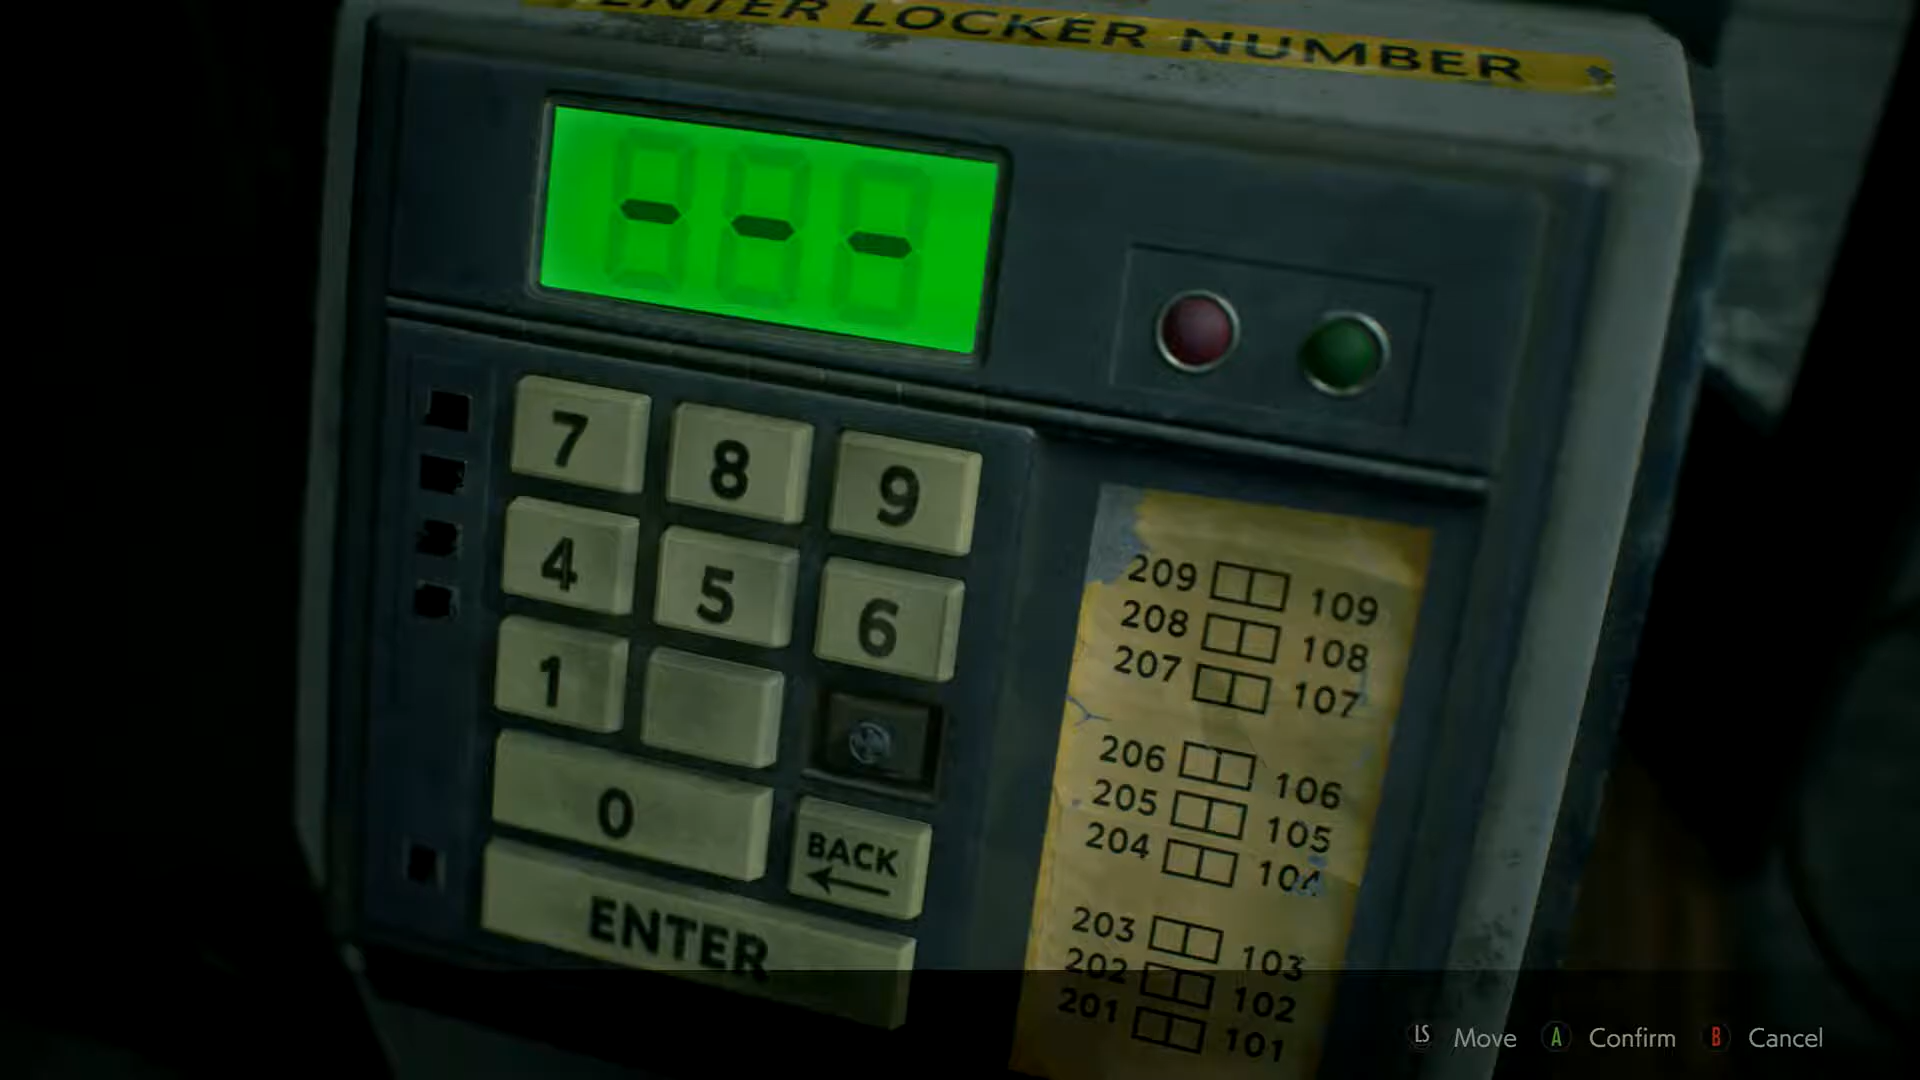 ENTER LOCKER NUMBER
7 8 9
4 5 6
1
0 BACK
ENTER
209 109
208 108
207 107
206 106
205 105
204 104
203 103
202 102
201 101
LS Move A Confirm B Cancel